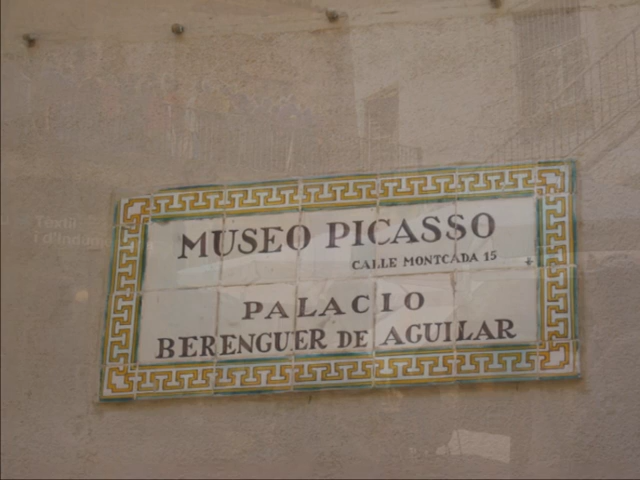 MUSEO PICASSO
CALLE MONTCADA 15
PALACIO
BERENGUER DE AGUILAR